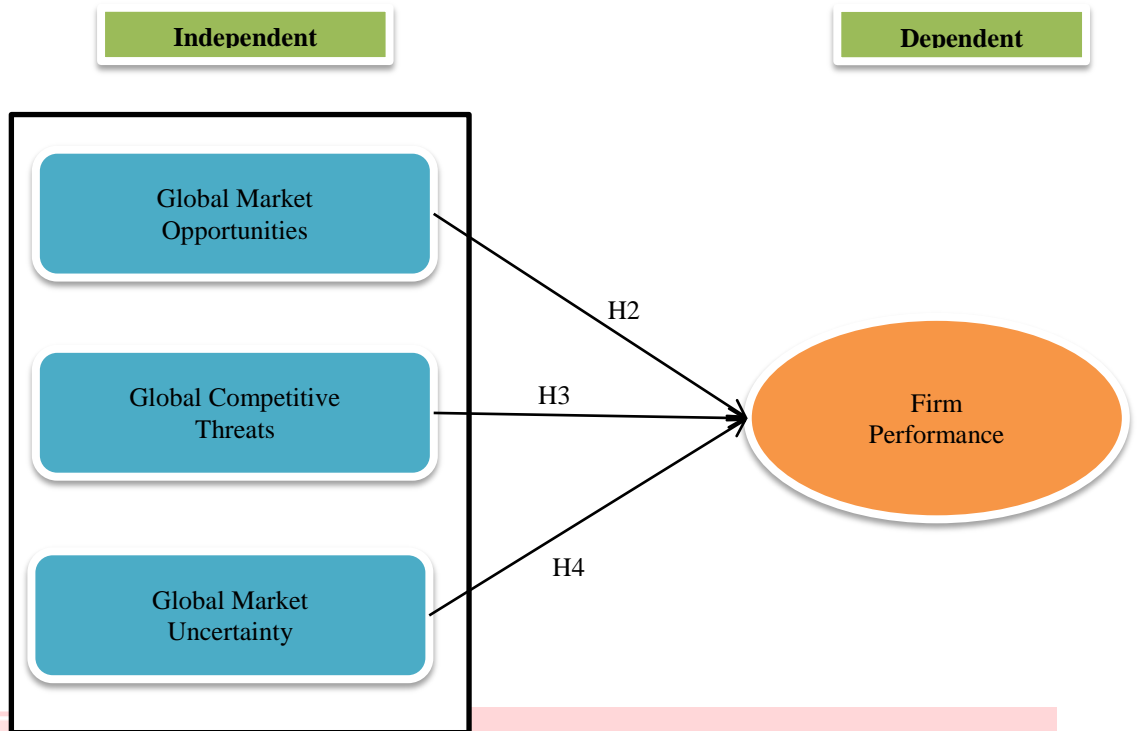 Independent
Dependent
Global Market
Opportunities
H2
Global Competitive
Threats
H3
Firm
Performance
H4
Global Market
Uncertainty